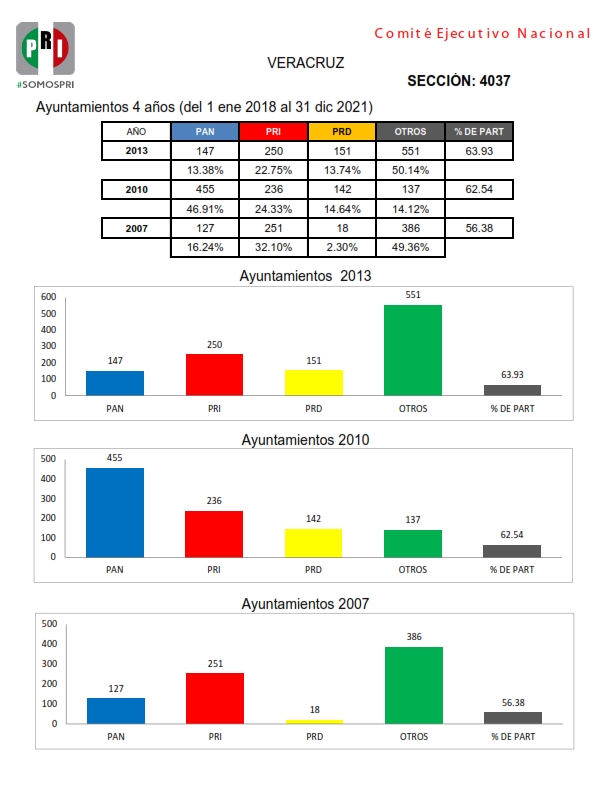 Comité Ejecutivo Nacional
PRI
#SOMOSPRI
VERACRUZ
SECCIÓN: 4037
Ayuntamientos 4 años (del 1 ene 2018 al 31 dic 2021)
AÑO PAN PRI PRD OTROS % DE PART
2013 147 250 151 551 63.93
13.38% 22.75% 13.74% 50.14%
2010 455 236 142 137 62.54
46.91% 24.33% 14.64% 14.12%
2007 127 251 18 386 56.38
16.24% 32.10% 2.30% 49.36%
Ayuntamientos 2013
600
500
400
300
200
100
0
147 250 151 551 63.93
PAN PRI PRD OTROS % DE PART
Ayuntamientos 2010
500
400
300
200
100
0
455 236 142 137 62.54
PAN PRI PRD OTROS % DE PART
Ayuntamientos 2007
500
400
300
200
100
0
127 251 18 386 56.38
PAN PRI PRD OTROS % DE PART